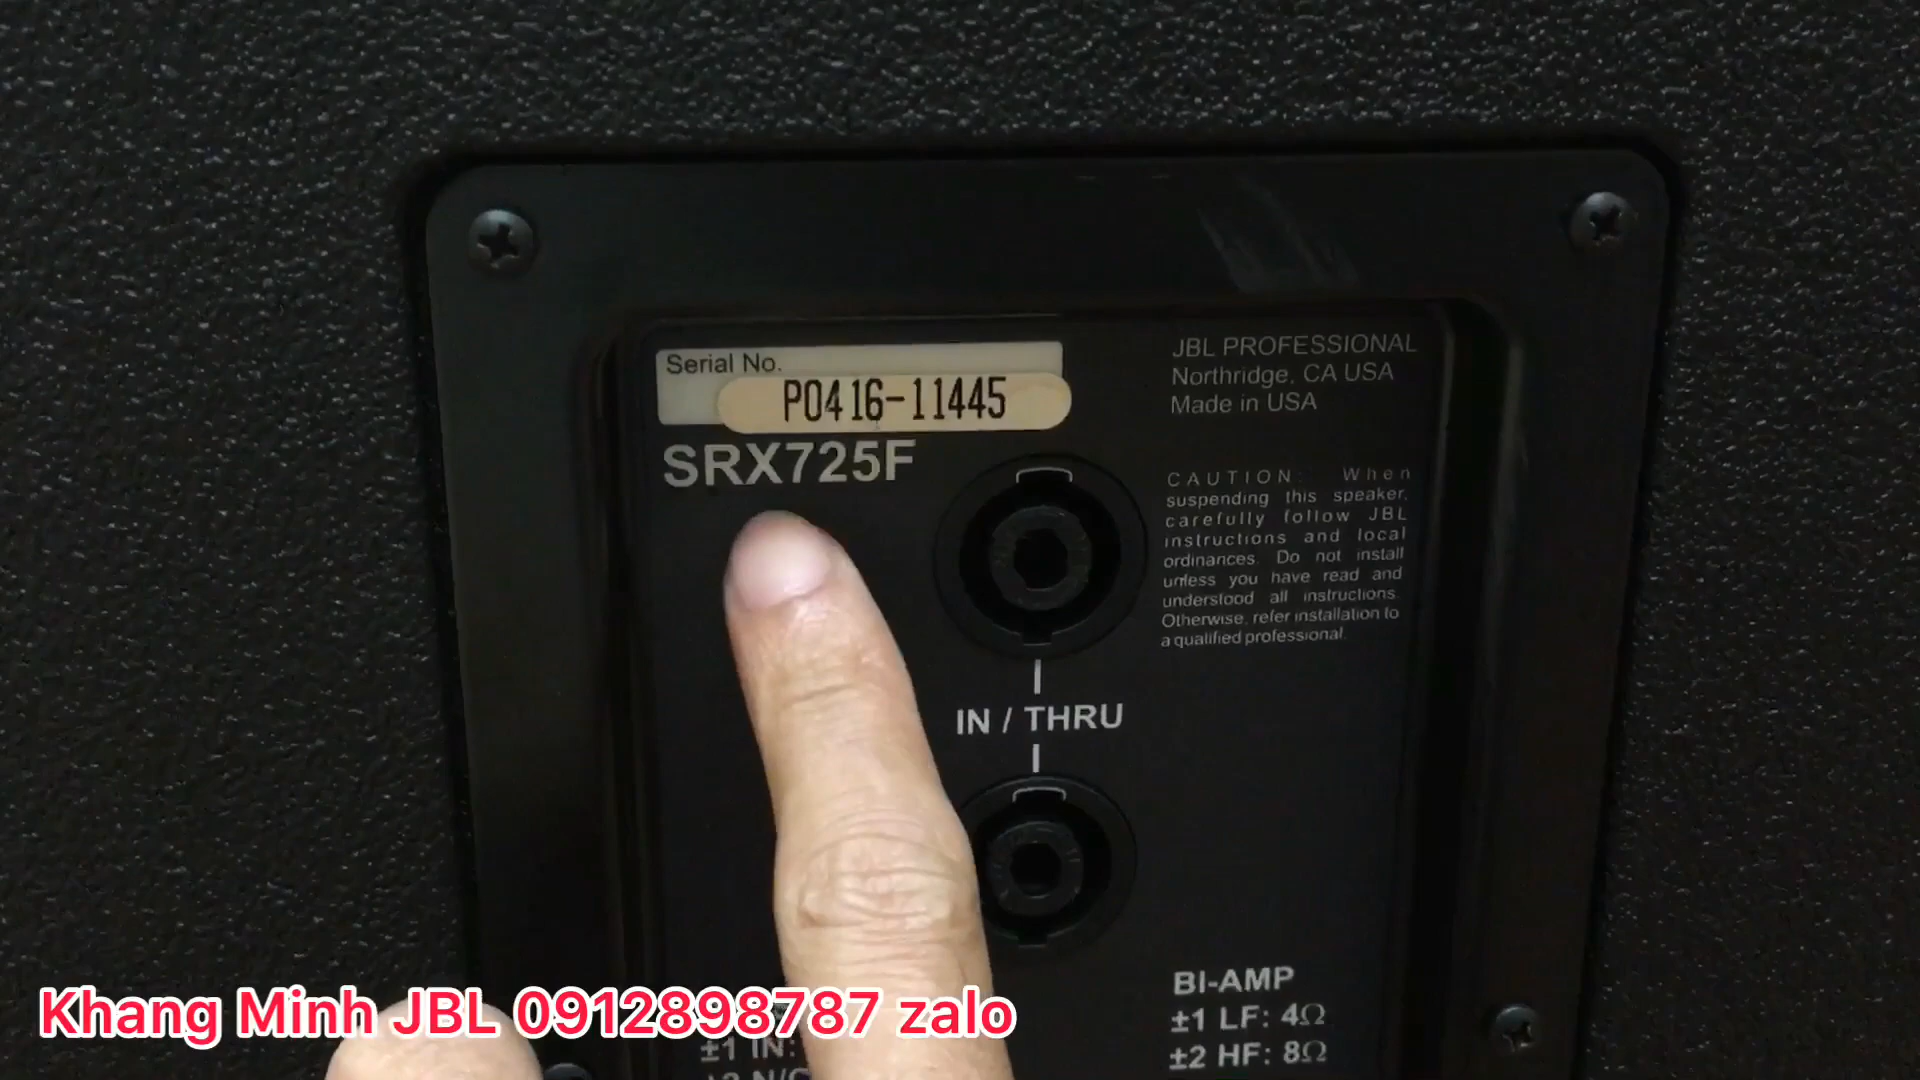 Serial No.
P0416-11445
SRX725F
JBL PROFESSIONAL
Northridge, CA USA
Made in USA
CAUTION: When
suspending this speaker,
carefully follow JBL
instructions and local
ordinances. Do not install
unless you have read and
understood all instructions.
Otherwise, refer installation to
a qualified professional.
IN / THRU
BI-AMP
±1 LF: 4Ω
±2 HF: 8Ω
Khang Minh JBL 0912898787 zalo
±1 IN: